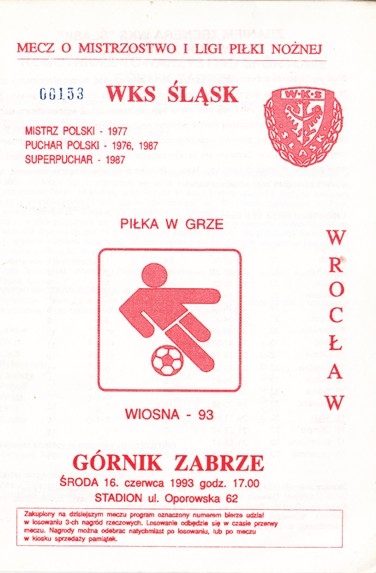 MECZ O MISTRZOSTWO I LIGI PIŁKI NOŻNEJ
00153 WKS ŚLĄSK
W·K·S
MISTRZ POLSKI - 1977
PUCHAR POLSKI - 1976, 1987
SUPERPUCHAR - 1987
PIŁKA W GRZE
WROCŁAW
WIOSNA - 93
GÓRNIK ZABRZE
ŚRODA 16. czerwca 1993 godz. 17.00
STADION ul. Oporowska 62
Zakupiony na dzisiejszym meczu program oznaczony numerem bierze udział
w losowaniu 3-ch nagród rzeczowych. Losowanie odbędzie się w czasie przerwy
meczu. Nagrody można odebrać natychmiast po losowaniu, lub po meczu
w kiosku sprzedaży pamiątek.